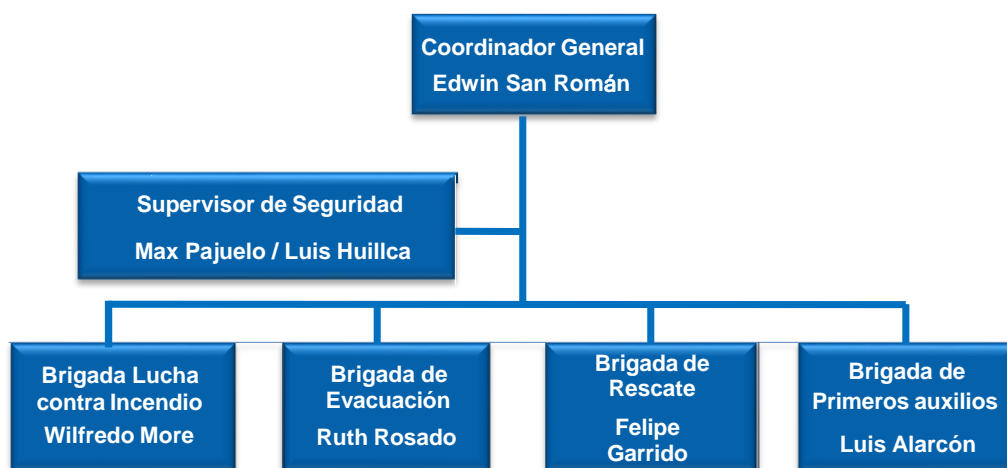 Coordinador General
Edwin San Román
Supervisor de Seguridad
Max Pajuelo / Luis Huillca
Brigada Lucha
contra Incendio
Wilfredo More
Brigada de
Evacuación
Ruth Rosado
Brigada de
Rescate
Felipe
Garrido
Brigada de
Primeros auxilios
Luis Alarcón